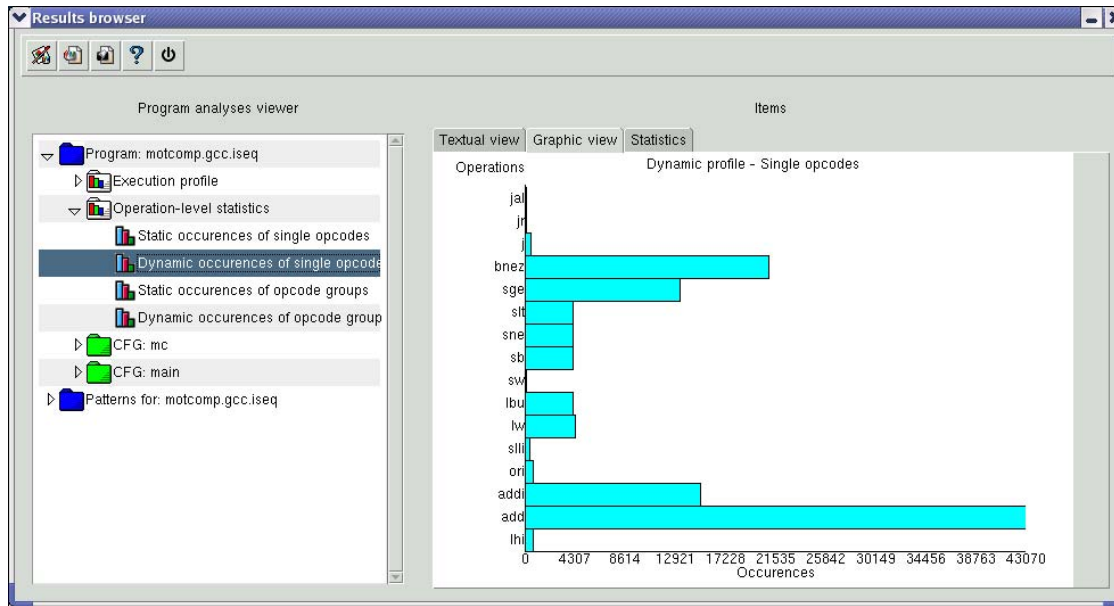 Results browser
Program analyses viewer
Items
Program: motcomp.gcc.iseq
Execution profile
Operation-level statistics
Static occurences of single opcodes
Dynamic occurences of single opcode
Static occurences of opcode groups
Dynamic occurences of opcode group
CFG: mc
CFG: main
Patterns for: motcomp.gcc.iseq
Textual view Graphic view Statistics
Operations Dynamic profile - Single opcodes
jal
jr
j
bnez
sge
slt
sne
sb
sw
lbu
lw
slli
ori
addi
add
lhi
0 4307 8614 12921 17228 21535 25842 30149 34456 38763 43070
Occurences